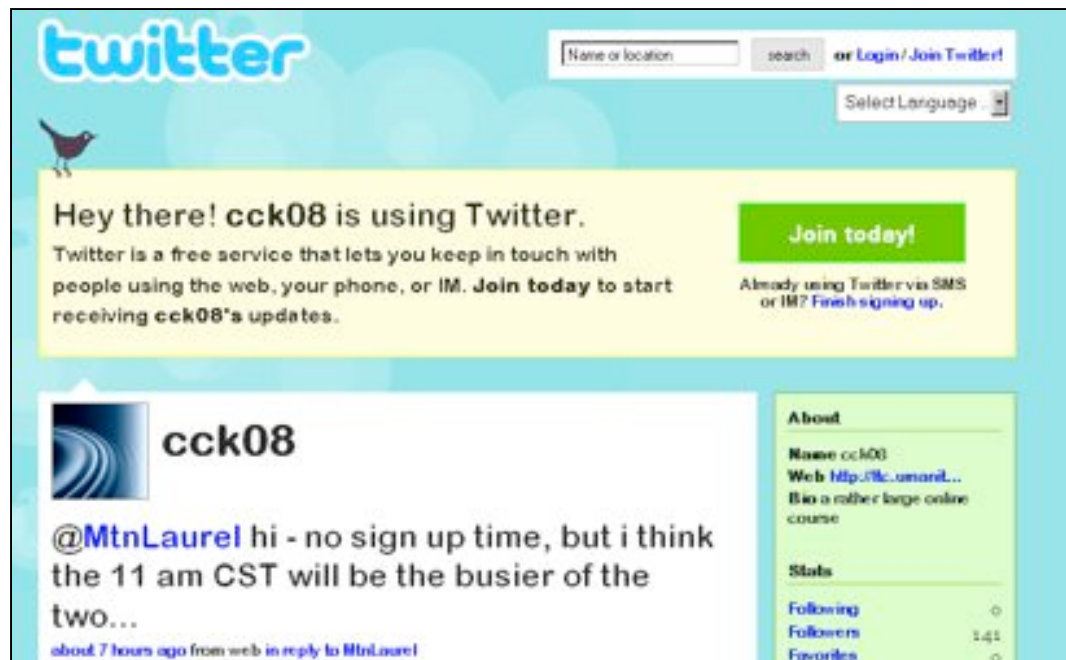 twitter
Name or location search or Login / Join Twitter!
Select Language...
Hey there! cck08 is using Twitter.
Twitter is a free service that lets you keep in touch with
people using the web, your phone, or IM. Join today to start
receiving cck08's updates.
Join today!
Already using Twitter via SMS
or IM? Finish signing up.
cck08
@MtnLaurel hi - no sign up time, but i think
the 11 am CST will be the busier of the
two...
about 7 hours ago from web in reply to MtnLaurel
About
Name cck08
Web http://ltc.umanit...
Bio a rather large online
course
Stats
Following 0
Followers 141
Favorites 0